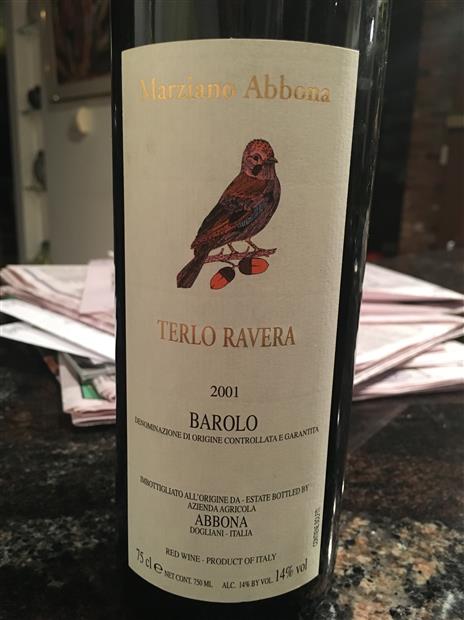 Marziano Abbona
TERLO RAVERA
2001
BAROLO
DENOMINAZIONE DI ORIGINE CONTROLLATA E GARANTITA
IMBOTTIGLIATO ALL'ORIGINE DA - ESTATE BOTTLED BY
AZIENDA AGRICOLA
ABBONA
DOGLIANI - ITALIA
RED WINE - PRODUCT OF ITALY
75 cl e NET CONT. 750 ML ALC. 14% BY VOL. 14% vol
CONTIENE SOLFITI